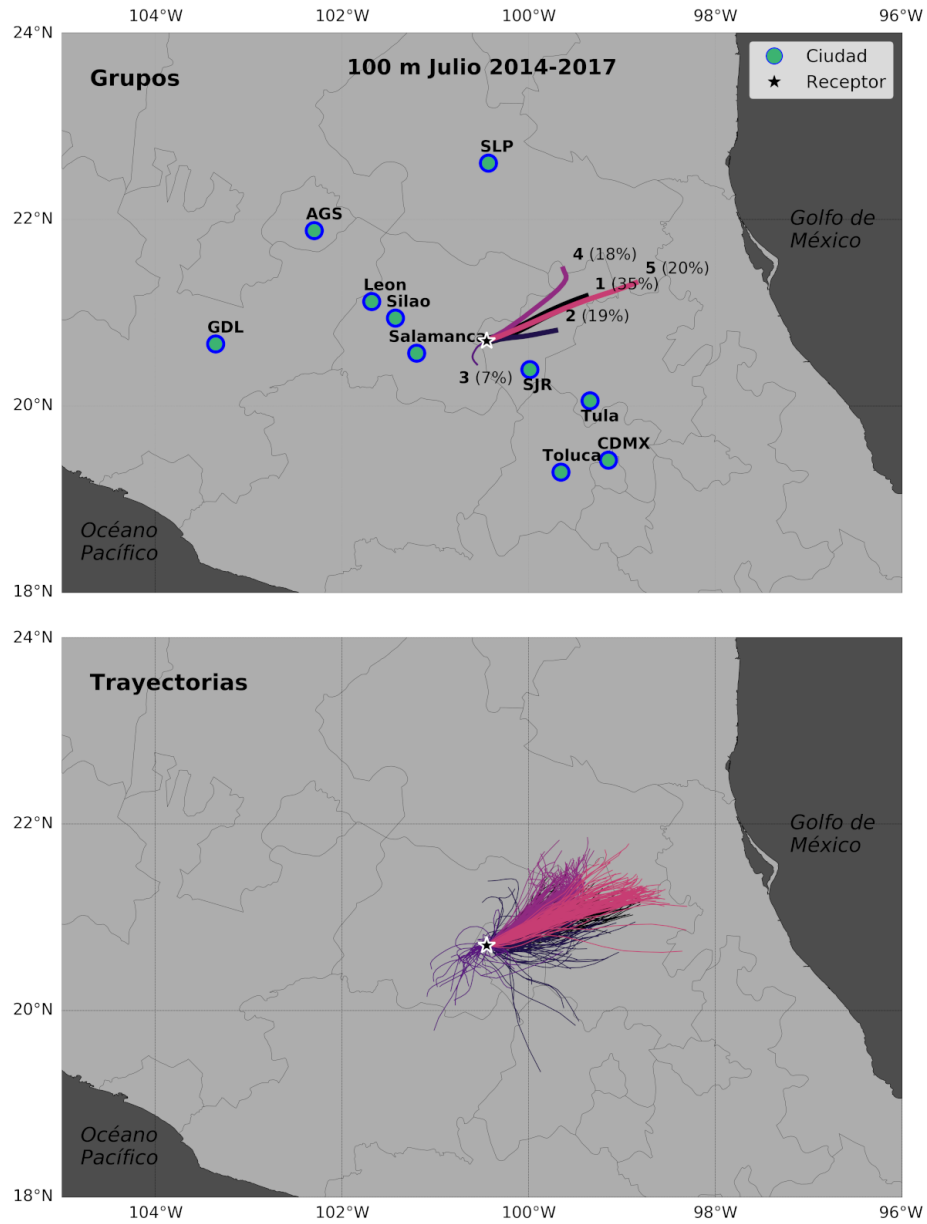 104°W 102°W 100°W 98°W 96°W
24°N
Grupos
100 m Julio 2014-2017
Ciudad
Receptor
SLP
22°N
AGS
Golfo de
México
4 (18%)
5 (20%)
1 (35%)
Leon
Silao
2 (19%)
GDL
Salamanca
3 (7%)
SJR
20°N
Tula
CDMX
Toluca
Océano
Pacífico
18°N
24°N
Trayectorias
22°N
Golfo de
México
20°N
Océano
Pacífico
18°N
104°W 102°W 100°W 98°W 96°W